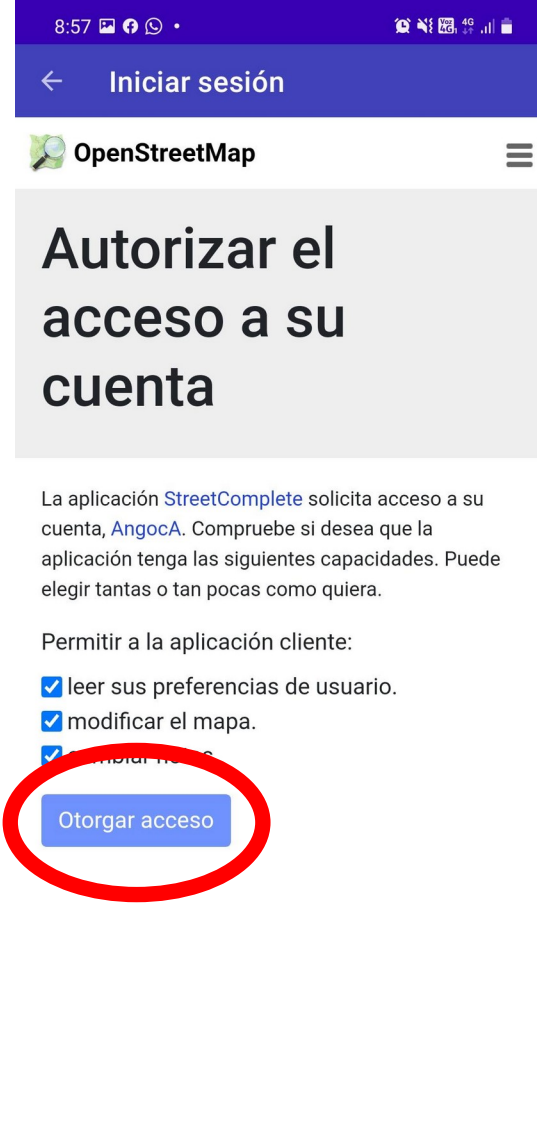 8:57
Iniciar sesión
OpenStreetMap
Autorizar el
acceso a su
cuenta
La aplicación StreetComplete solicita acceso a su
cuenta, AngocA. Compruebe si desea que la
aplicación tenga las siguientes capacidades. Puede
elegir tantas o tan pocas como quiera.
Permitir a la aplicación cliente:
leer sus preferencias de usuario.
modificar el mapa.
Otorgar acceso